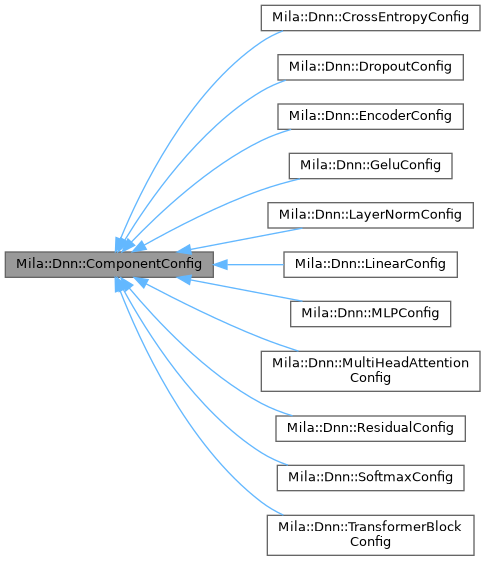 Mila::Dnn::CrossEntropyConfig
Mila::Dnn::DropoutConfig
Mila::Dnn::EncoderConfig
Mila::Dnn::GeluConfig
Mila::Dnn::LayerNormConfig
Mila::Dnn::ComponentConfig
Mila::Dnn::LinearConfig
Mila::Dnn::MLPConfig
Mila::Dnn::MultiHeadAttention
Config
Mila::Dnn::ResidualConfig
Mila::Dnn::SoftmaxConfig
Mila::Dnn::TransformerBlock
Config